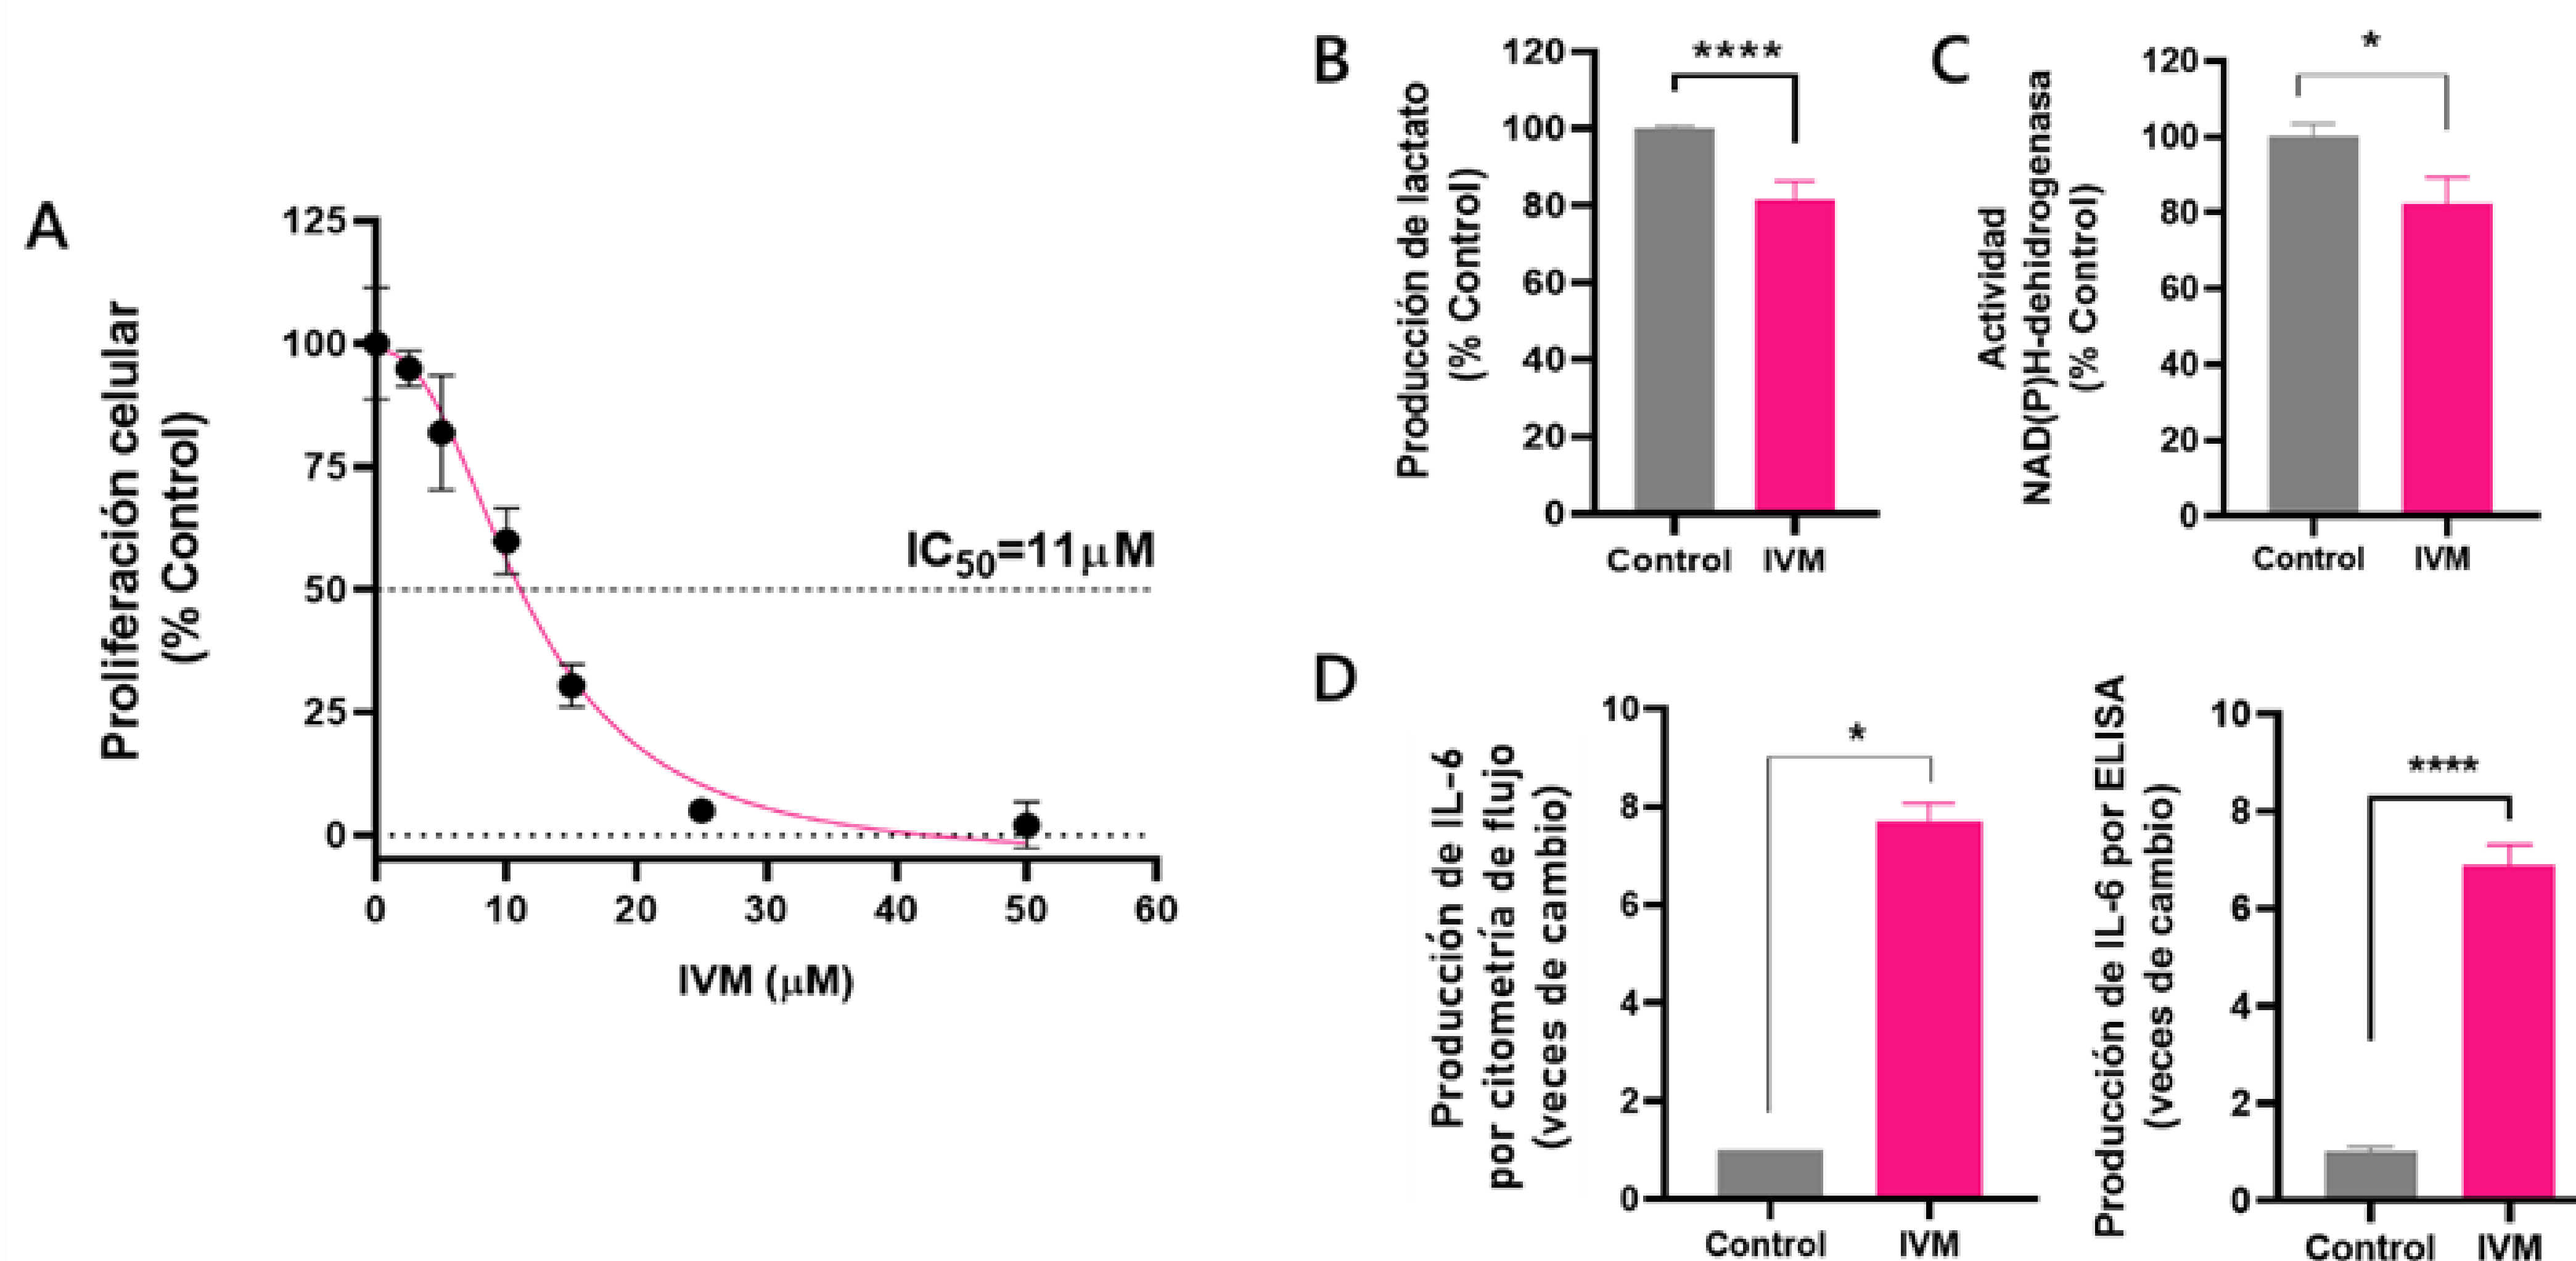 A
Proliferación celular
(% Control)
125
100
75
50
25
0
IC50=11μM
0 10 20 30 40 50 60
IVM (μM)
B
Producción de lactato
(% Control)
120
100
80
60
40
20
0
****
Control IVM
C
Actividad
NAD(P)H-dehidrogenasa
(% Control)
120
100
80
60
40
20
0
*
Control IVM
D
Producción de IL-6
por citometría de flujo
(veces de cambio)
10
8
6
4
2
0
*
Control IVM
Producción de IL-6 por ELISA
(veces de cambio)
10
8
6
4
2
0
****
Control IVM